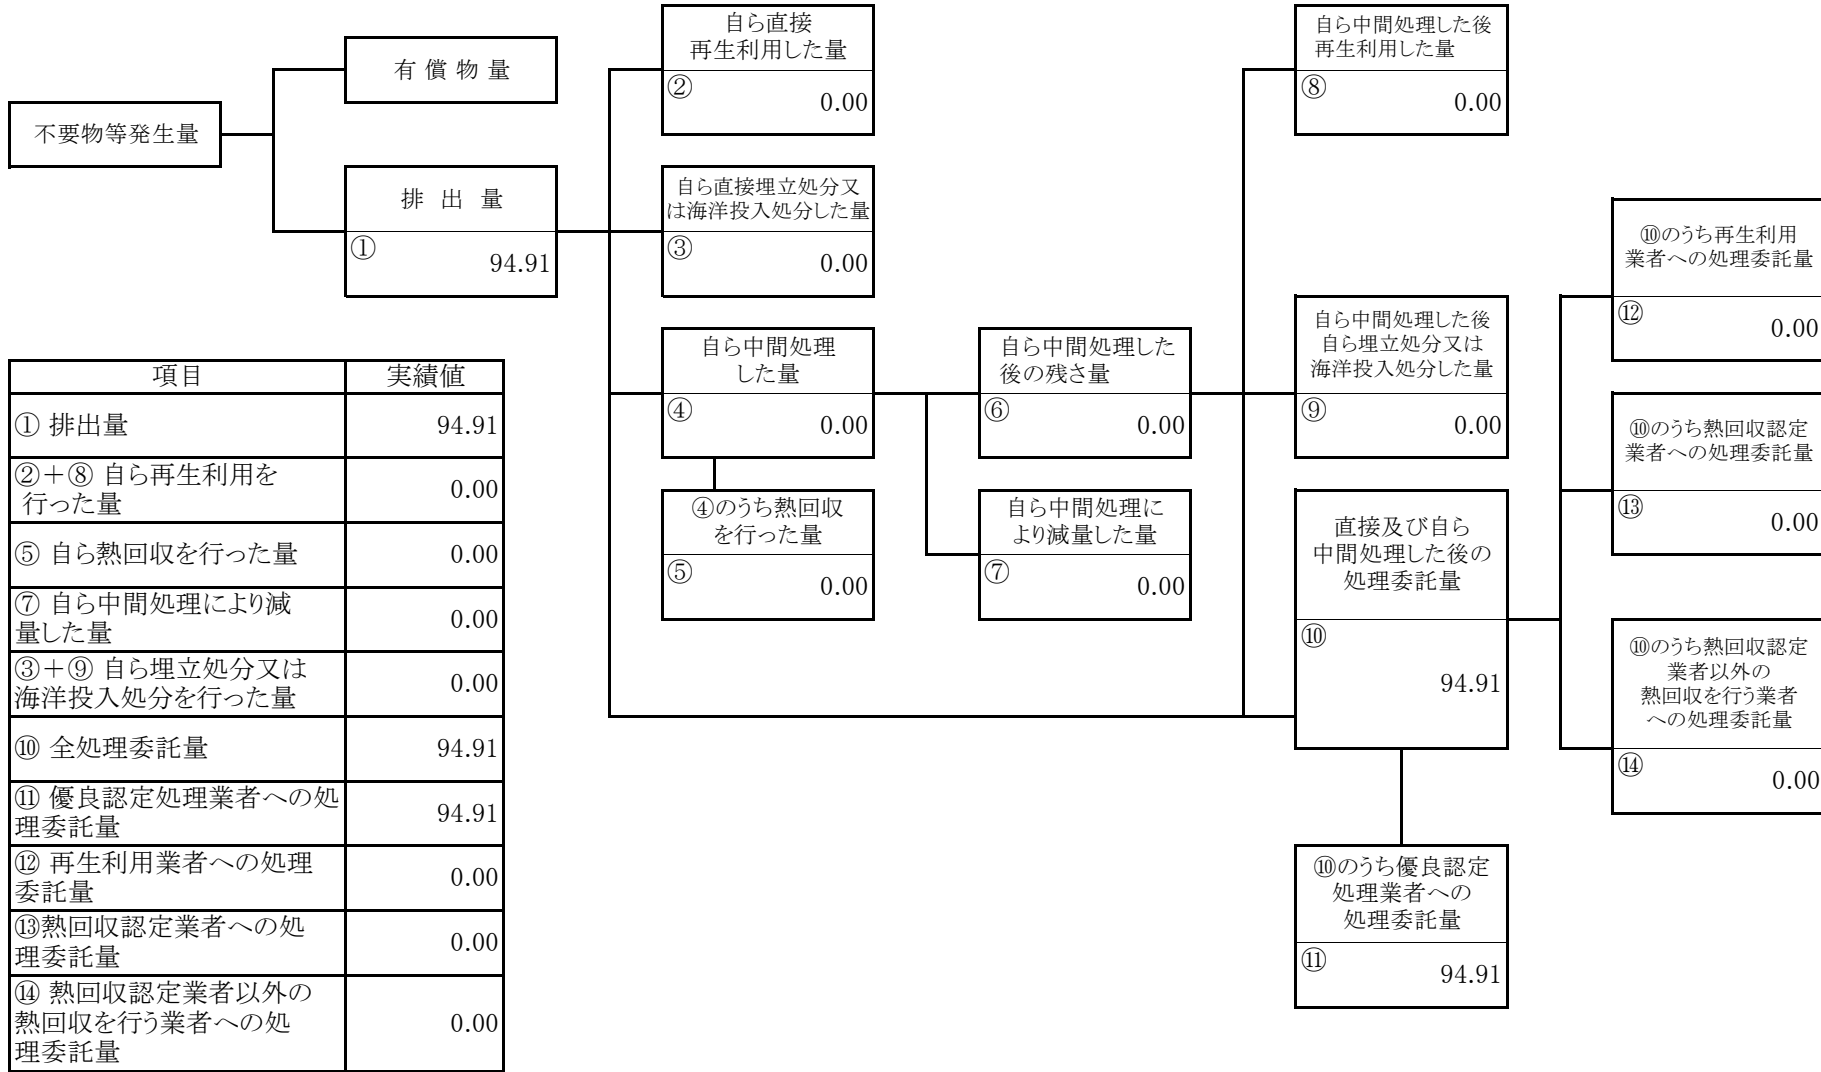 自ら直接
再生利用した量
②
0.00
自ら中間処理した後
再生利用した量
⑧
0.00
有 償 物 量
不要物等発生量
排 出 量
①
94.91
自ら直接埋立処分又
は海洋投入処分した量
③
0.00
自ら中間処理
した量
④
0.00
自ら中間処理した
後の残さ量
⑥
0.00
自ら中間処理した後
自ら埋立処分又は
海洋投入処分した量
⑨
0.00
④のうち熱回収
を行った量
⑤
0.00
自ら中間処理に
より減量した量
⑦
0.00
直接及び自ら
中間処理した後の
処理委託量
⑩
94.91
⑩のうち再生利用
業者への処理委託量
⑫
0.00
⑩のうち熱回収認定
業者への処理委託量
⑬
0.00
⑩のうち熱回収認定
業者以外の
熱回収を行う業者
への処理委託量
⑭
0.00
⑩のうち優良認定
処理業者への
処理委託量
⑪
94.91
項目 実績値
① 排出量 94.91
②＋⑧ 自ら再生利用を
行った量 0.00
⑤ 自ら熱回収を行った量 0.00
⑦ 自ら中間処理により減
量した量 0.00
③＋⑨ 自ら埋立処分又は
海洋投入処分を行った量 0.00
⑩ 全処理委託量 94.91
⑪ 優良認定処理業者への処
理委託量 94.91
⑫ 再生利用業者への処理
委託量 0.00
⑬熱回収認定業者への処
理委託量 0.00
⑭ 熱回収認定業者以外の
熱回収を行う業者への処
理委託量 0.00